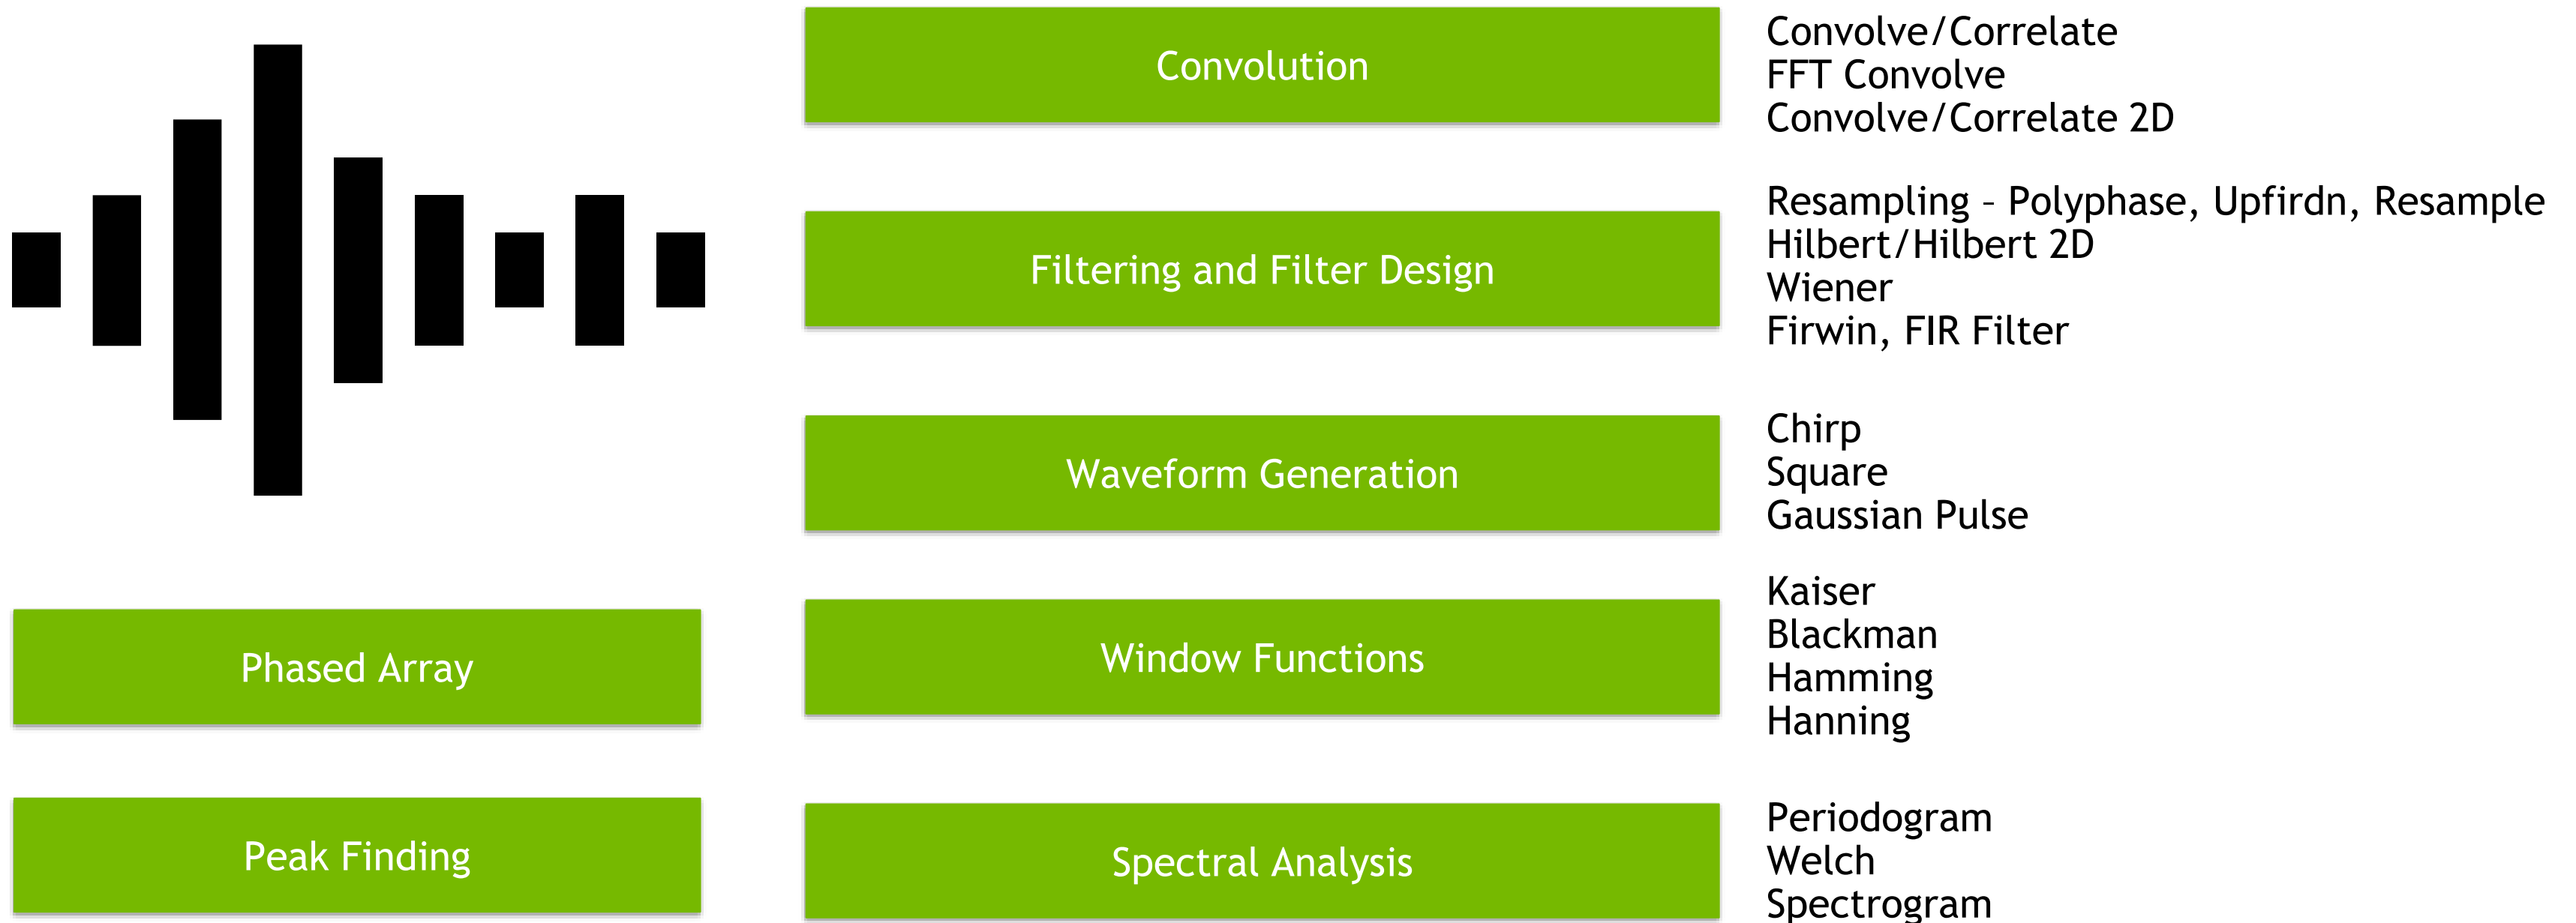 Convolution
Convolve/Correlate
FFT Convolve
Convolve/Correlate 2D
Filtering and Filter Design
Resampling – Polyphase, Upfirdn, Resample
Hilbert/Hilbert 2D
Wiener
Firwin, FIR Filter
Waveform Generation
Chirp
Square
Gaussian Pulse
Phased Array
Window Functions
Kaiser
Blackman
Hamming
Hanning
Peak Finding
Spectral Analysis
Periodogram
Welch
Spectrogram